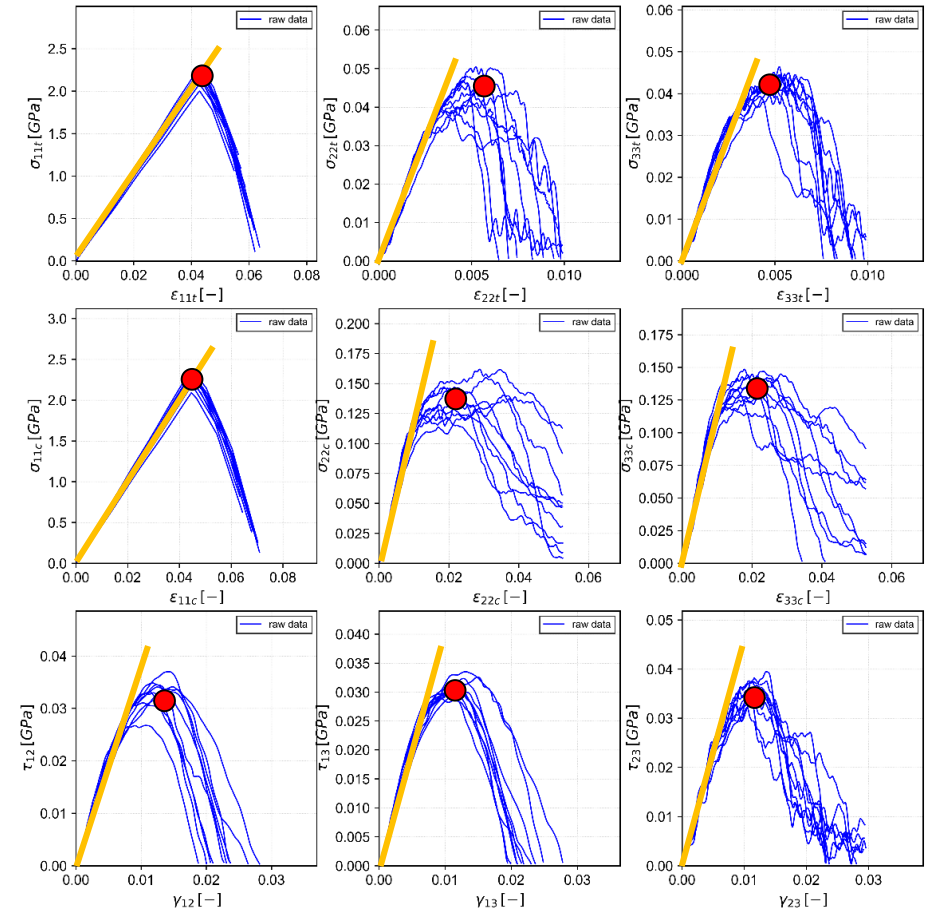 raw data
σ11t [GPa]
2.5
2.0
1.5
1.0
0.5
0.0
0.00 0.02 0.04 0.06 0.08
ε11t [−]
raw data
σ22t [GPa]
0.06
0.05
0.04
0.03
0.02
0.01
0.00
0.000 0.005 0.010
ε22t [−]
raw data
σ33t [GPa]
0.06
0.05
0.04
0.03
0.02
0.01
0.00
0.000 0.005 0.010
ε33t [−]
raw data
σ11c [GPa]
3.0
2.5
2.0
1.5
1.0
0.5
0.0
0.00 0.02 0.04 0.06 0.08
ε11c [−]
raw data
σ22c [GPa]
0.200
0.175
0.150
0.125
0.100
0.075
0.050
0.025
0.000
0.00 0.02 0.04 0.06
ε22c [−]
raw data
σ33c [GPa]
0.175
0.150
0.125
0.100
0.075
0.050
0.025
0.000
0.00 0.02 0.04 0.06
ε33c [−]
raw data
τ12 [GPa]
0.04
0.03
0.02
0.01
0.00
0.00 0.01 0.02 0.03
γ12 [−]
raw data
τ13 [GPa]
0.040
0.035
0.030
0.025
0.020
0.015
0.010
0.005
0.000
0.00 0.01 0.02 0.03
γ13 [−]
raw data
τ23 [GPa]
0.05
0.04
0.03
0.02
0.01
0.00
0.00 0.01 0.02 0.03
γ23 [−]